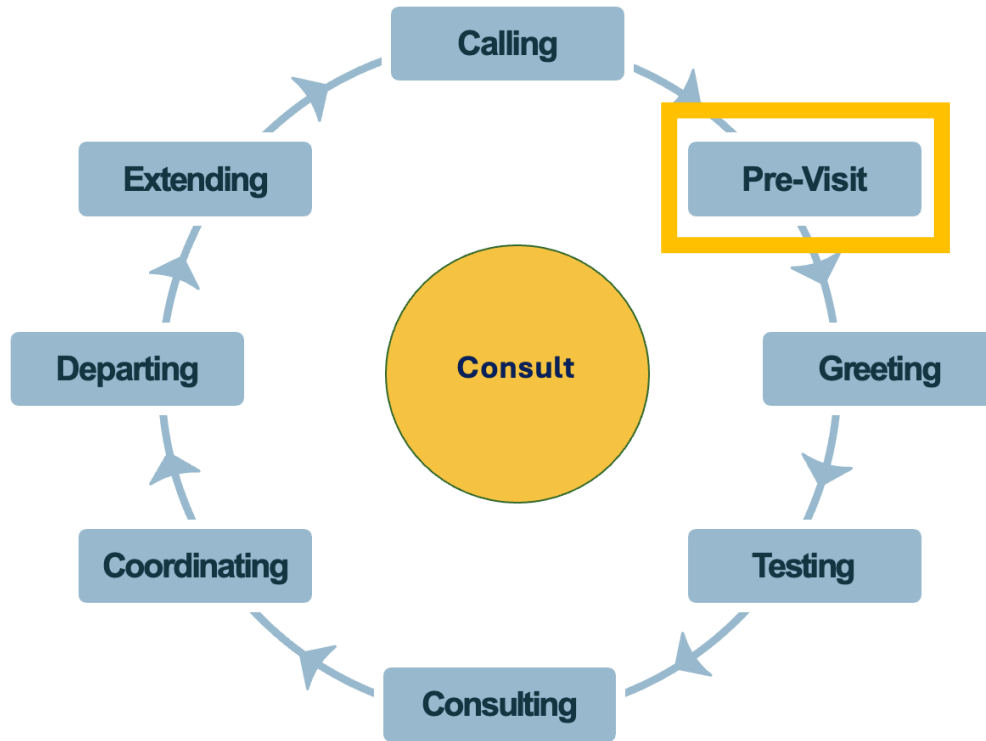 Calling
Pre-Visit
Greeting
Testing
Consulting
Coordinating
Departing
Extending
Consult